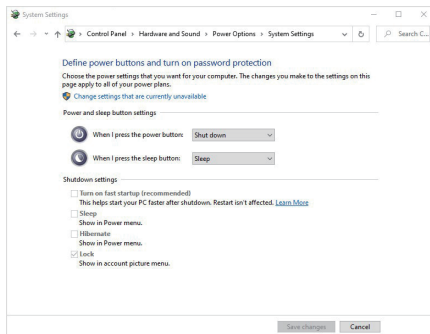 System Settings
Control Panel > Hardware and Sound > Power Options > System Settings
Search C...
Define power buttons and turn on password protection
Choose the power settings that you want for your computer. The changes you make to the settings on this
page apply to all of your power plans.
Change settings that are currently unavailable
Power and sleep button settings
When I press the power button: Shut down
When I press the sleep button: Sleep
Shutdown settings
Turn on fast startup (recommended)
This helps start your PC faster after shutdown. Restart isn't affected. Learn More
Sleep
Show in Power menu.
Hibernate
Show in Power menu.
Lock
Show in account picture menu.
Save changes Cancel